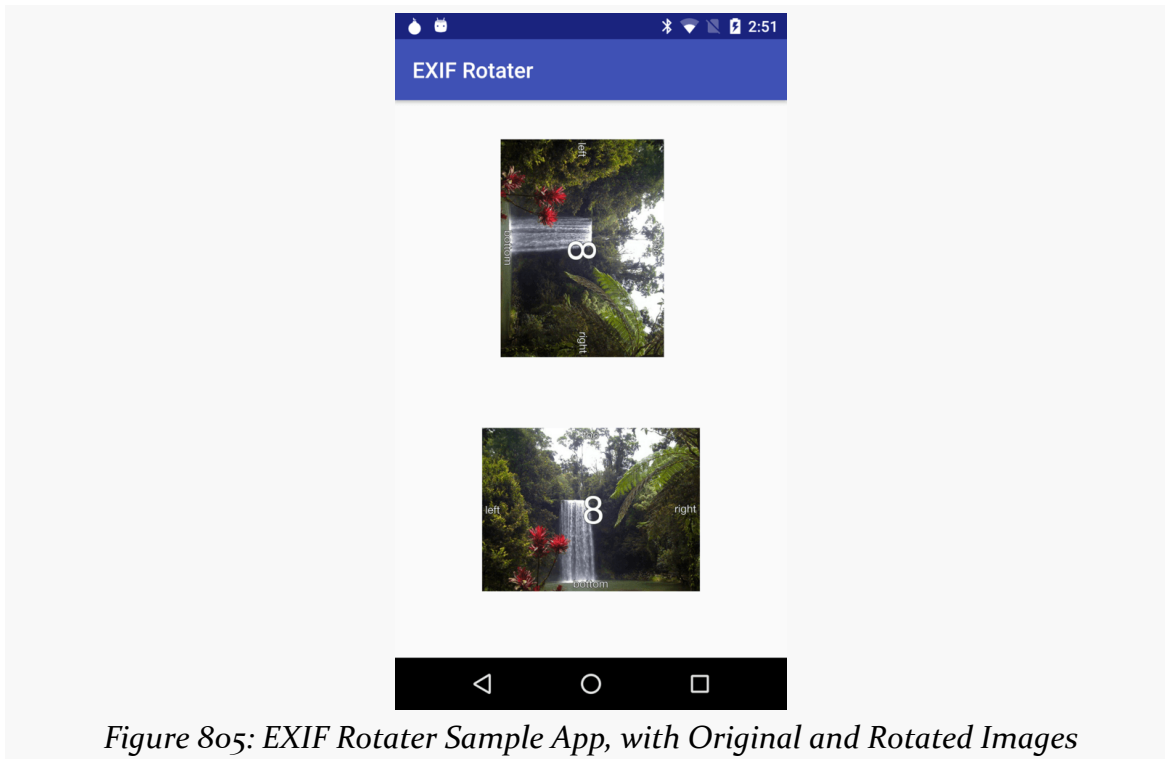 2:51
EXIF Rotater
left
8
bottom
right
left
8
right
bottom
Figure 805: EXIF Rotater Sample App, with Original and Rotated Images